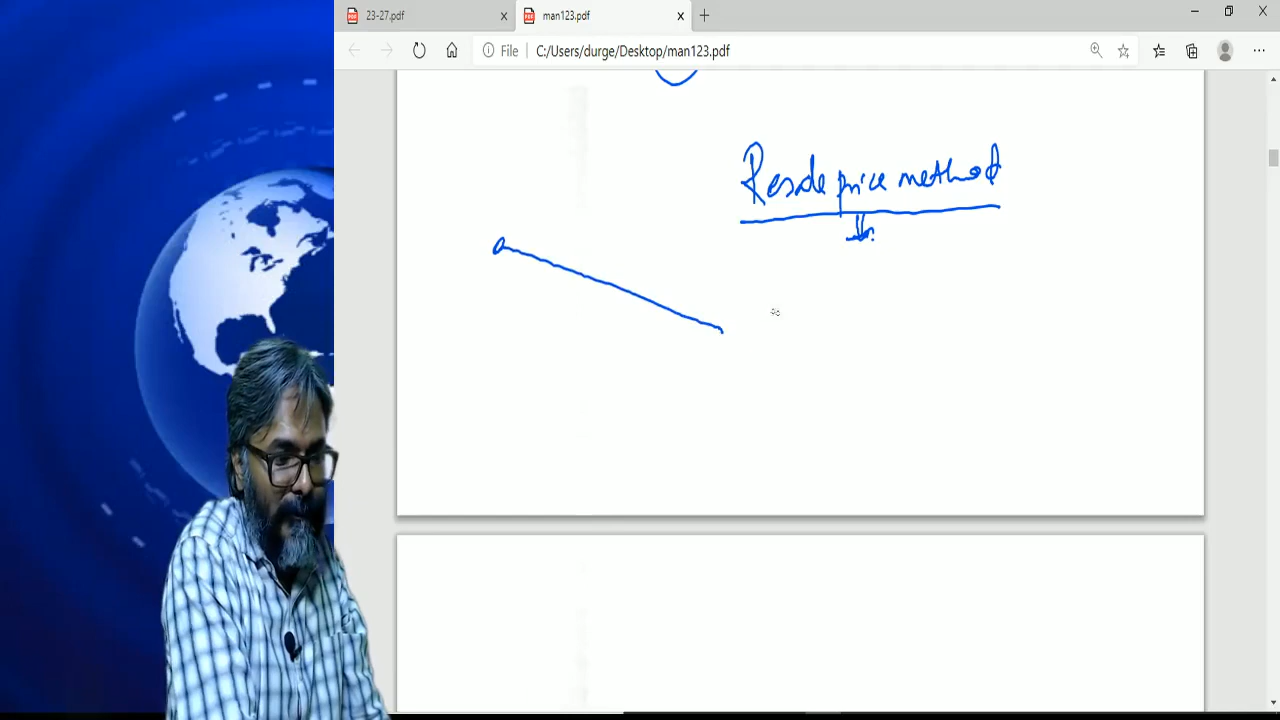 23-27.pdf
man123.pdf
File
C:/Users/durge/Desktop/man123.pdf
Resale price method